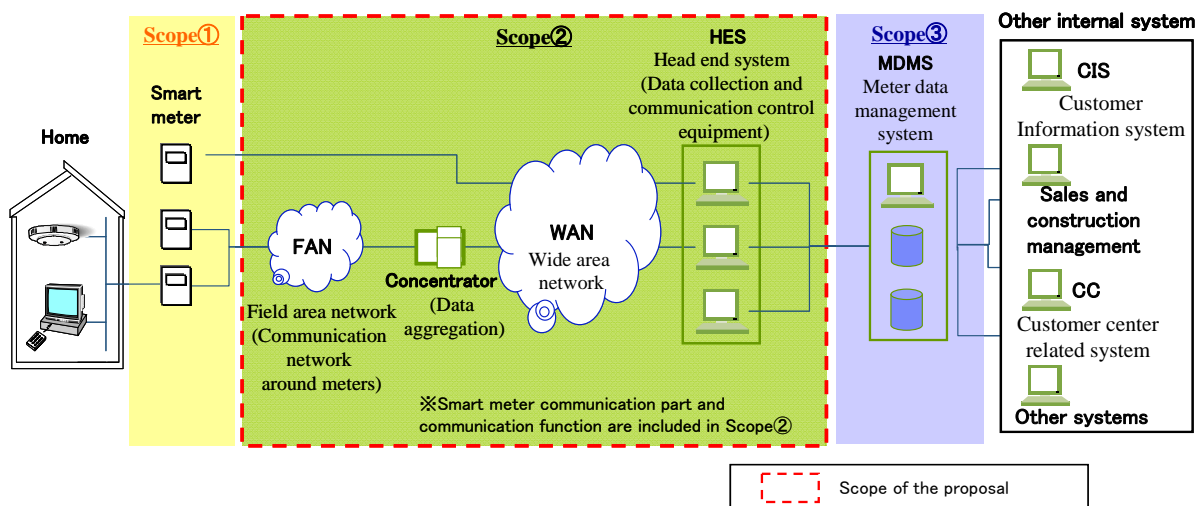 Scope①
Smart
meter
Home
Scope②
HES
Head end system
(Data collection and
communication control
equipment)
FAN
Field area network
(Communication
network
around meters)
Concentrator
(Data
aggregation)
WAN
Wide area
network
※Smart meter communication part and
communication function are included in Scope②
Scope③
MDMS
Meter data
management
system
Other internal system
CIS
Customer
Information system
Sales and
construction
management
CC
Customer center
related system
Other systems
Scope of the proposal